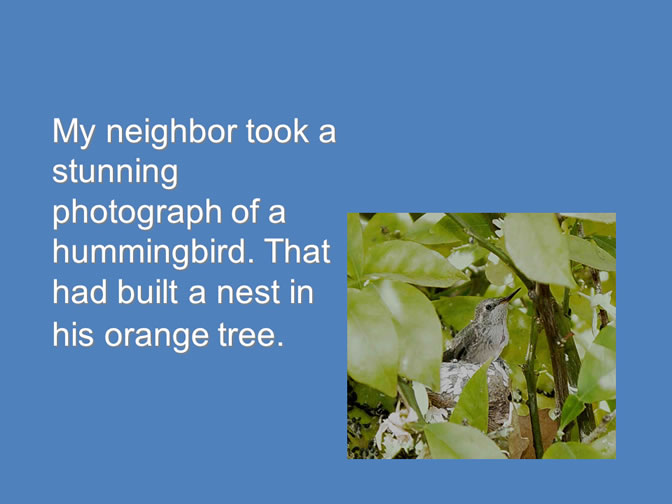 My neighbor took a
stunning
photograph of a
hummingbird. That
had built a nest in
his orange tree.